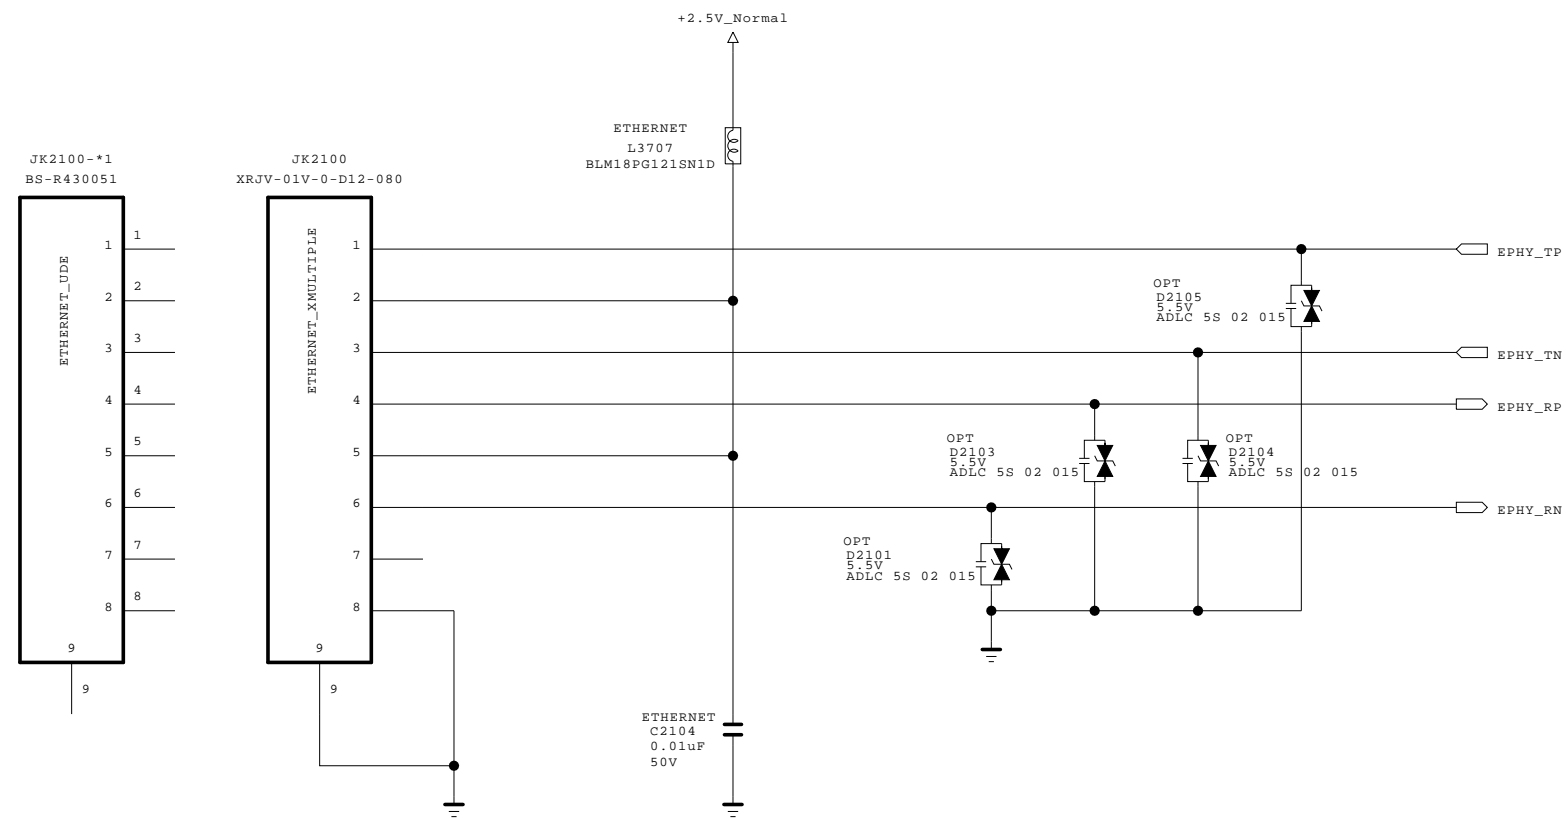 +2.5V_Normal
ETHERNET
L3707
BLM18PG121SN1D
JK2100-*1
BS-R430051
JK2100
XRJV-01V-0-D12-080
ETHERNET_UDE
1 1
2 2
3 3
4 4
5 5
6 6
7 7
8 8
9
9
ETHERNET_XMULTIPLE
1
2
3
4
5
6
7
8
9
9
EPHY_TP
OPT
D2105
5.5V
ADLC 5S 02 015
EPHY_TN
EPHY_RP
OPT
D2103
5.5V
ADLC 5S 02 015
OPT
D2104
5.5V
ADLC 5S 02 015
EPHY_RN
OPT
D2101
5.5V
ADLC 5S 02 015
ETHERNET
C2104
0.01uF
50V